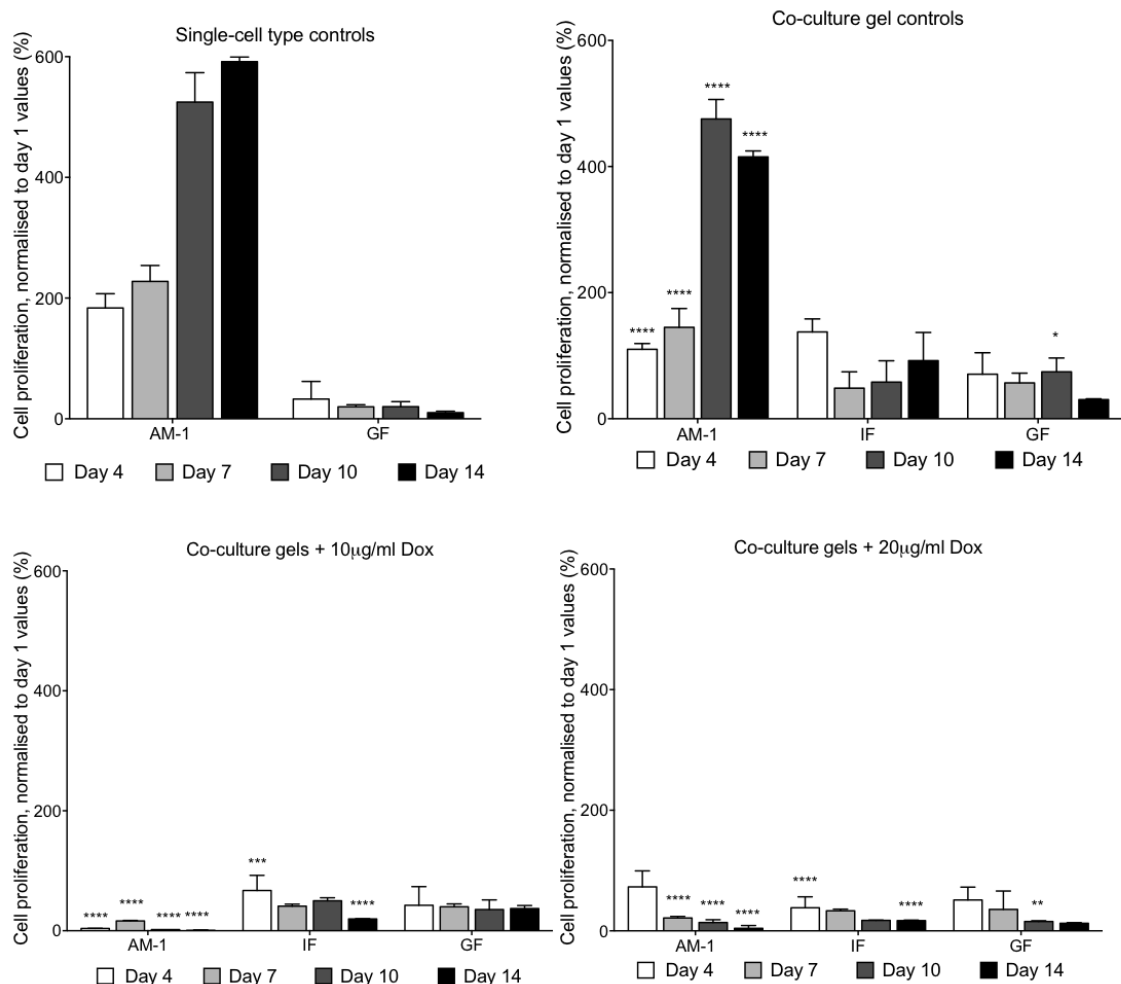 Single-cell type controls
Cell proliferation, normalised to day 1 values (%)
600
400
200
0
AM-1 GF
Day 4 Day 7 Day 10 Day 14
Co-culture gel controls
Cell proliferation, normalised to day 1 values (%)
600
400
200
0
**** **** **** **** *
AM-1 IF GF
Day 4 Day 7 Day 10 Day 14
Co-culture gels + 10µg/ml Dox
Cell proliferation, normalised to day 1 values (%)
600
400
200
0
**** **** **** **** *** ****
AM-1 IF GF
Day 4 Day 7 Day 10 Day 14
Co-culture gels + 20µg/ml Dox
Cell proliferation, normalised to day 1 values (%)
600
400
200
0
**** **** **** **** **** **
AM-1 IF GF
Day 4 Day 7 Day 10 Day 14